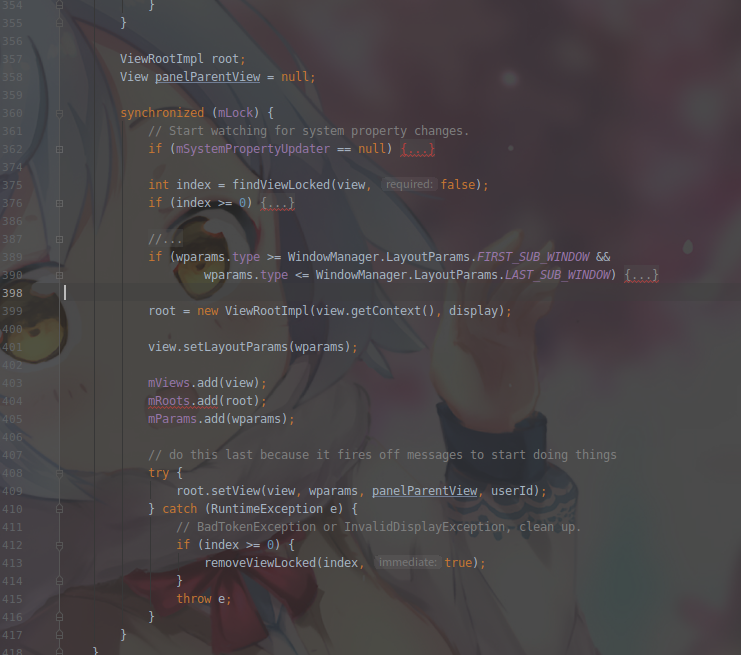 354 }
355 }
356
357 ViewRootImpl root;
358 View panelParentView = null;
359
360 synchronized (mLock) {
361 // Start watching for system property changes.
362 if (mSystemPropertyUpdater == null) {...}
374
375 int index = findViewLocked(view, required: false);
376 if (index >= 0) {...}
386
387 //...
389 if (wparams.type >= WindowManager.LayoutParams.FIRST_SUB_WINDOW &&
390 wparams.type <= WindowManager.LayoutParams.LAST_SUB_WINDOW) {...}
398
399 root = new ViewRootImpl(view.getContext(), display);
400
401 view.setLayoutParams(wparams);
402
403 mViews.add(view);
404 mRoots.add(root);
405 mParams.add(wparams);
406
407 // do this last because it fires off messages to start doing things
408 try {
409 root.setView(view, wparams, panelParentView, userId);
410 } catch (RuntimeException e) {
411 // BadTokenException or InvalidDisplayException, clean up.
412 if (index >= 0) {
413 removeViewLocked(index, immediate: true);
414 }
415 throw e;
416 }
417 }
418 }